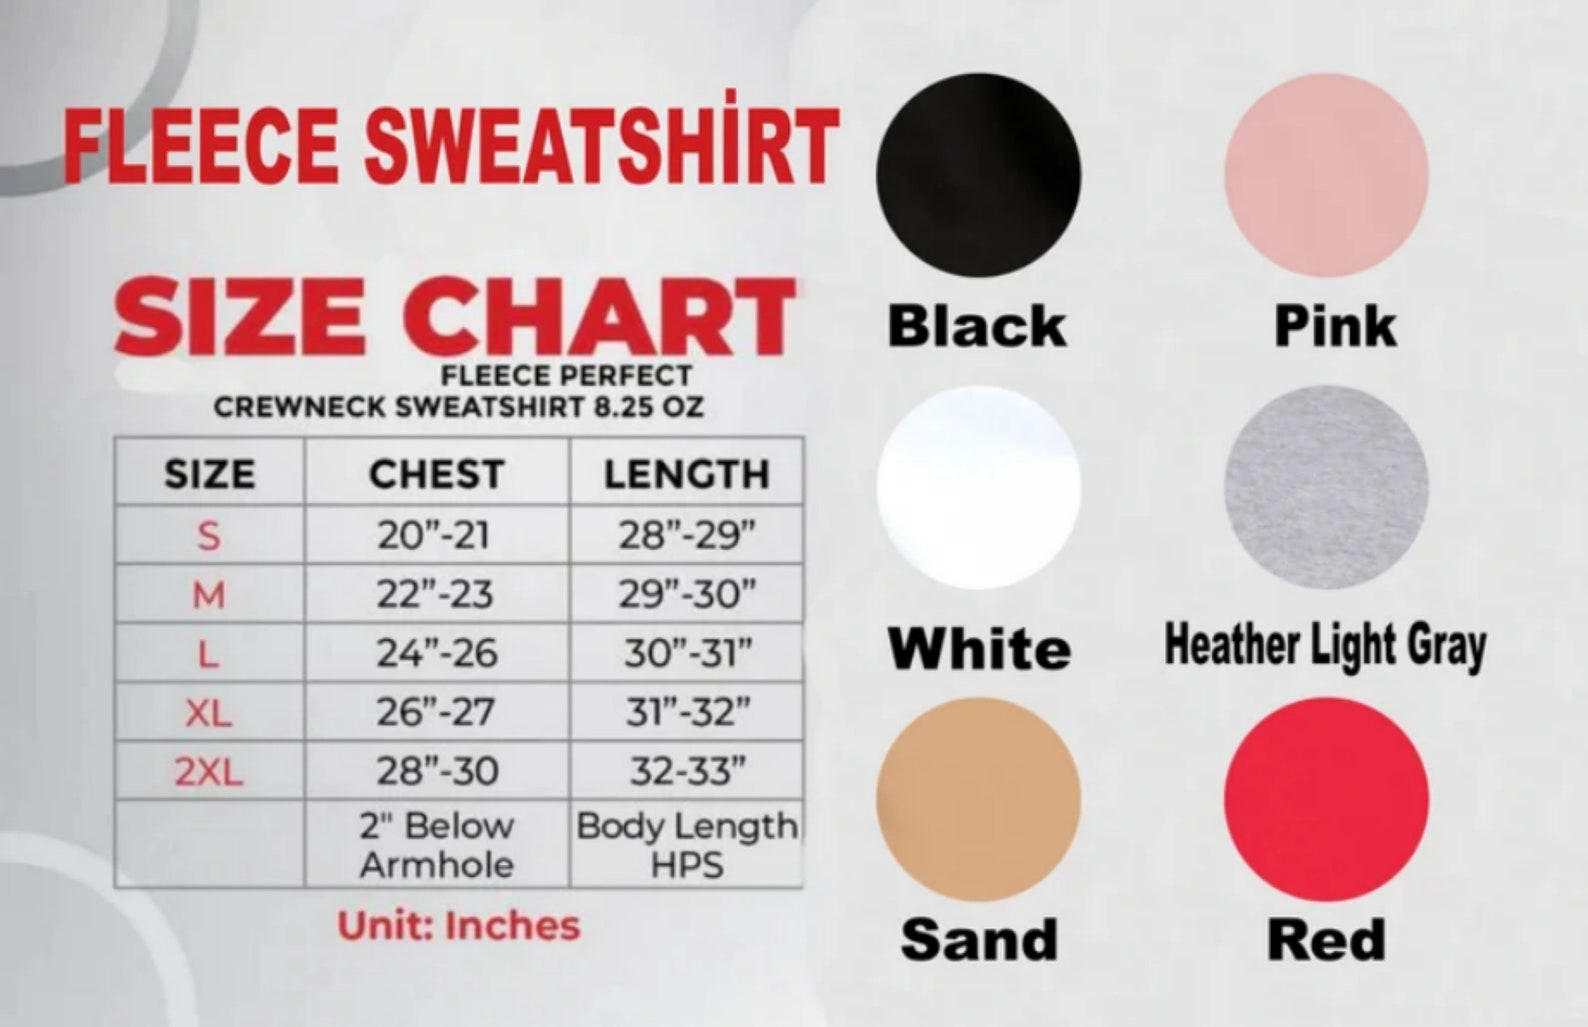 FLEECE SWEATSHİRT
SIZE CHART
FLEECE PERFECT
CREWNECK SWEATSHIRT 8.25 OZ
SIZE CHEST LENGTH
S 20”-21 28”-29”
M 22”-23 29”-30”
L 24”-26 30”-31”
XL 26”-27 31”-32”
2XL 28”-30 32-33”
2" Below Body Length
Armhole HPS
Unit: Inches
Black Pink
White Heather Light Gray
Sand Red